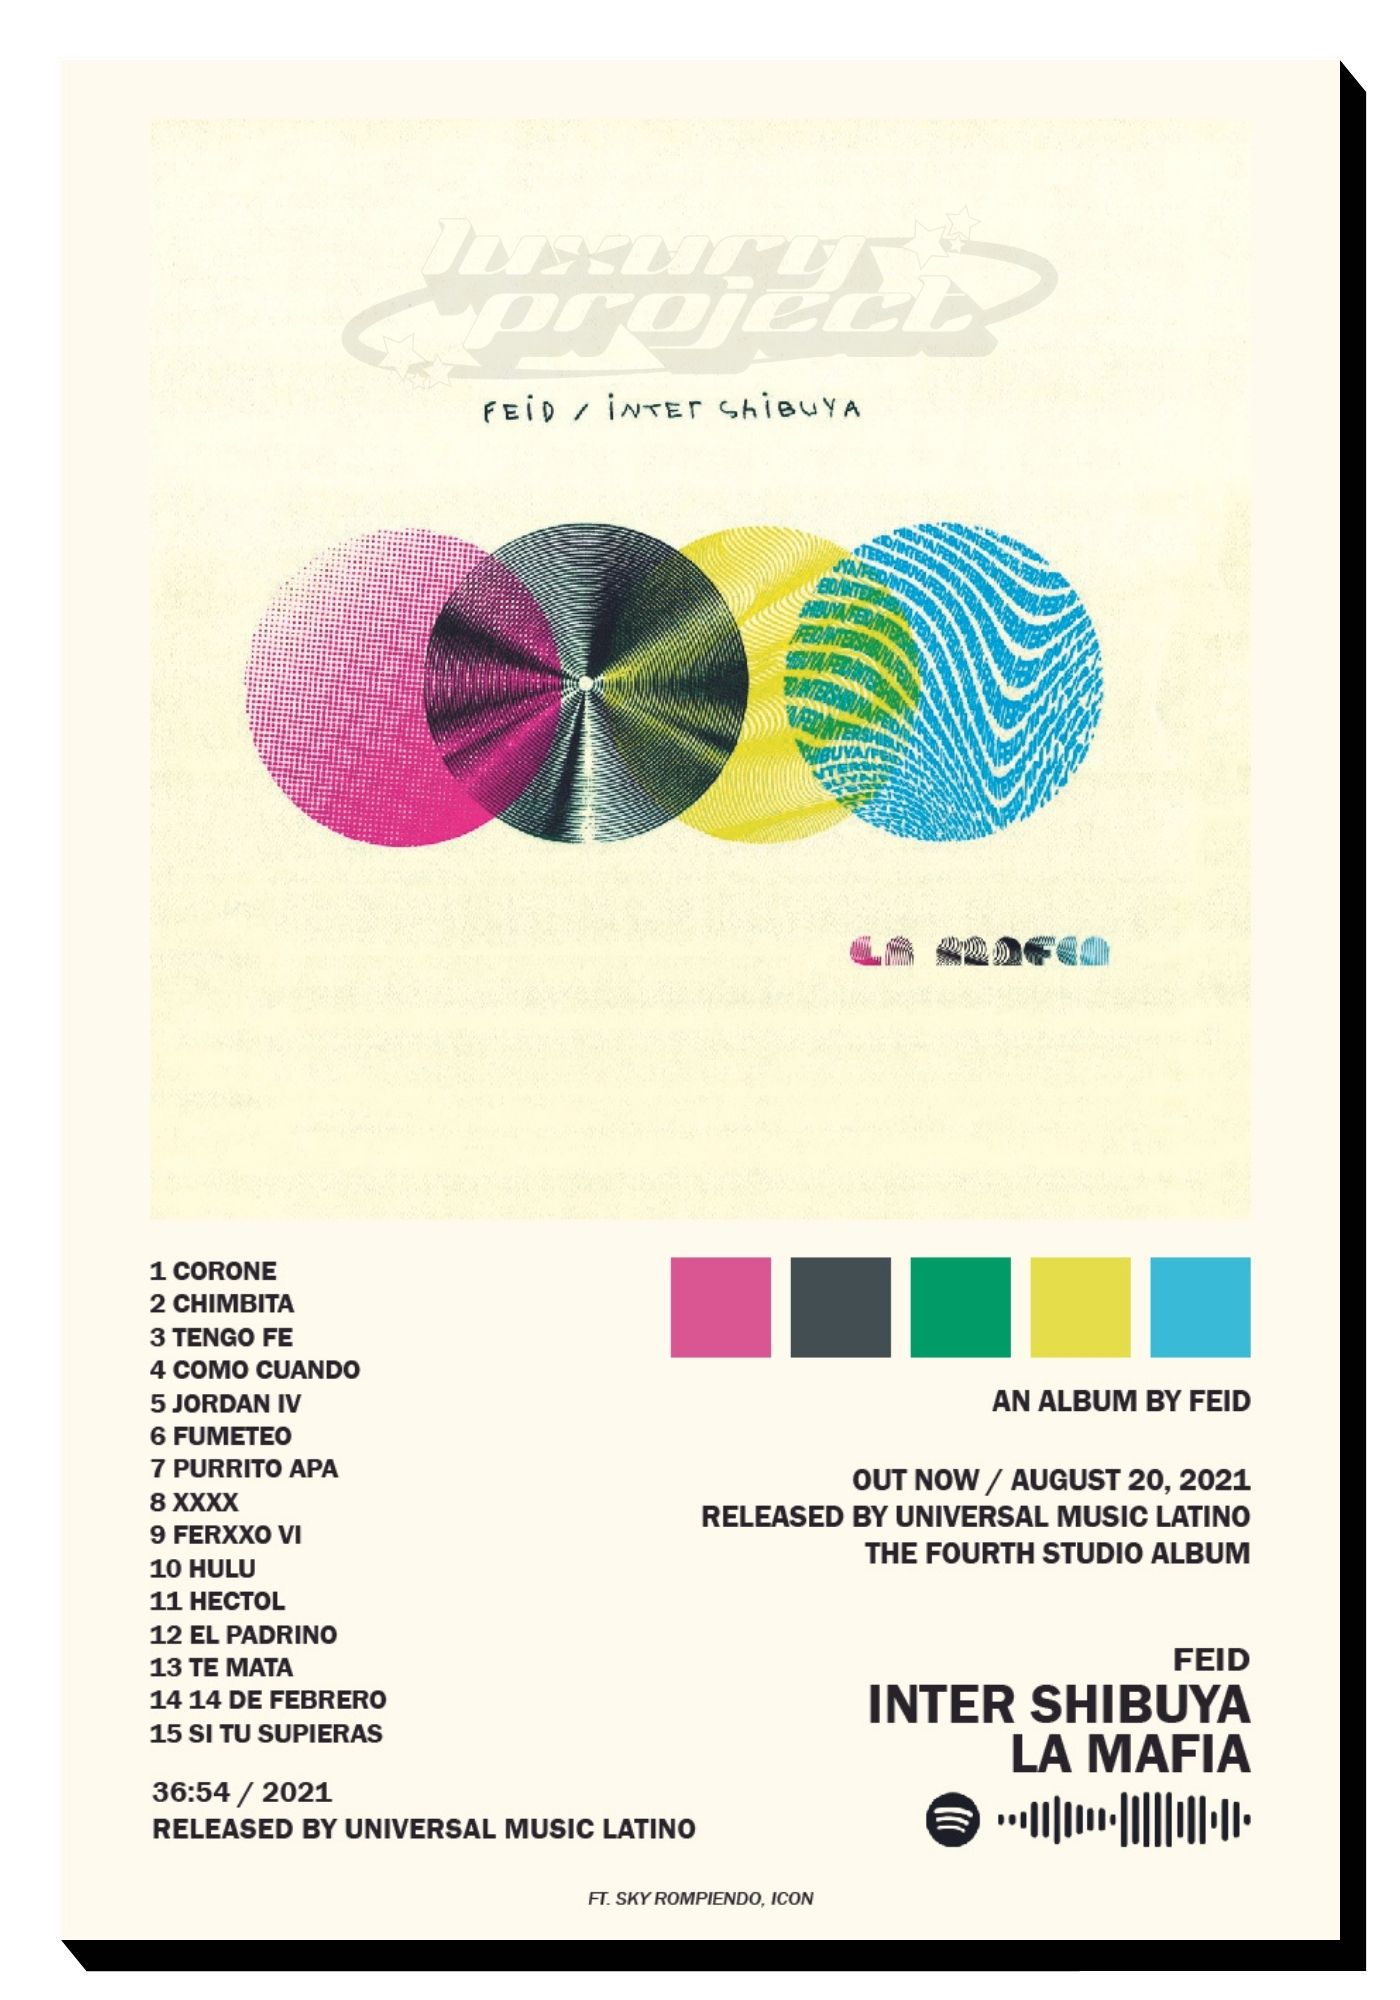 luxury
project
FEiD / iNTER ShiBUYA
LA MAFIA
1 CORONE
2 CHIMBITA
3 TENGO FE
4 COMO CUANDO
5 JORDAN IV
6 FUMETEO
7 PURRITO APA
8 XXXX
9 FERXXO VI
10 HULU
11 HECTOL
12 EL PADRINO
13 TE MATA
14 14 DE FEBRERO
15 SI TU SUPIERAS
36:54 / 2021
RELEASED BY UNIVERSAL MUSIC LATINO
AN ALBUM BY FEID
OUT NOW / AUGUST 20, 2021
RELEASED BY UNIVERSAL MUSIC LATINO
THE FOURTH STUDIO ALBUM
FEID
INTER SHIBUYA
LA MAFIA
FT. SKY ROMPIENDO, ICON